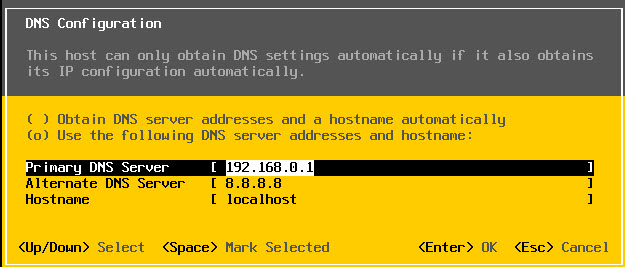 DNS Configuration
This host can only obtain DNS settings automatically if it also obtains
its IP configuration automatically.
( ) Obtain DNS server addresses and a hostname automatically
(o) Use the following DNS server addresses and hostname:
Primary DNS Server [ 192.168.0.1 ]
Alternate DNS Server [ 8.8.8.8 ]
Hostname [ localhost ]
<Up/Down> Select <Space> Mark Selected <Enter> OK <Esc> Cancel